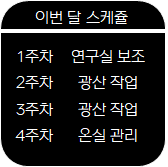 이번 달 스케쥴
1주차 연구실 보조
2주차 광산 작업
3주차 광산 작업
4주차 온실 관리